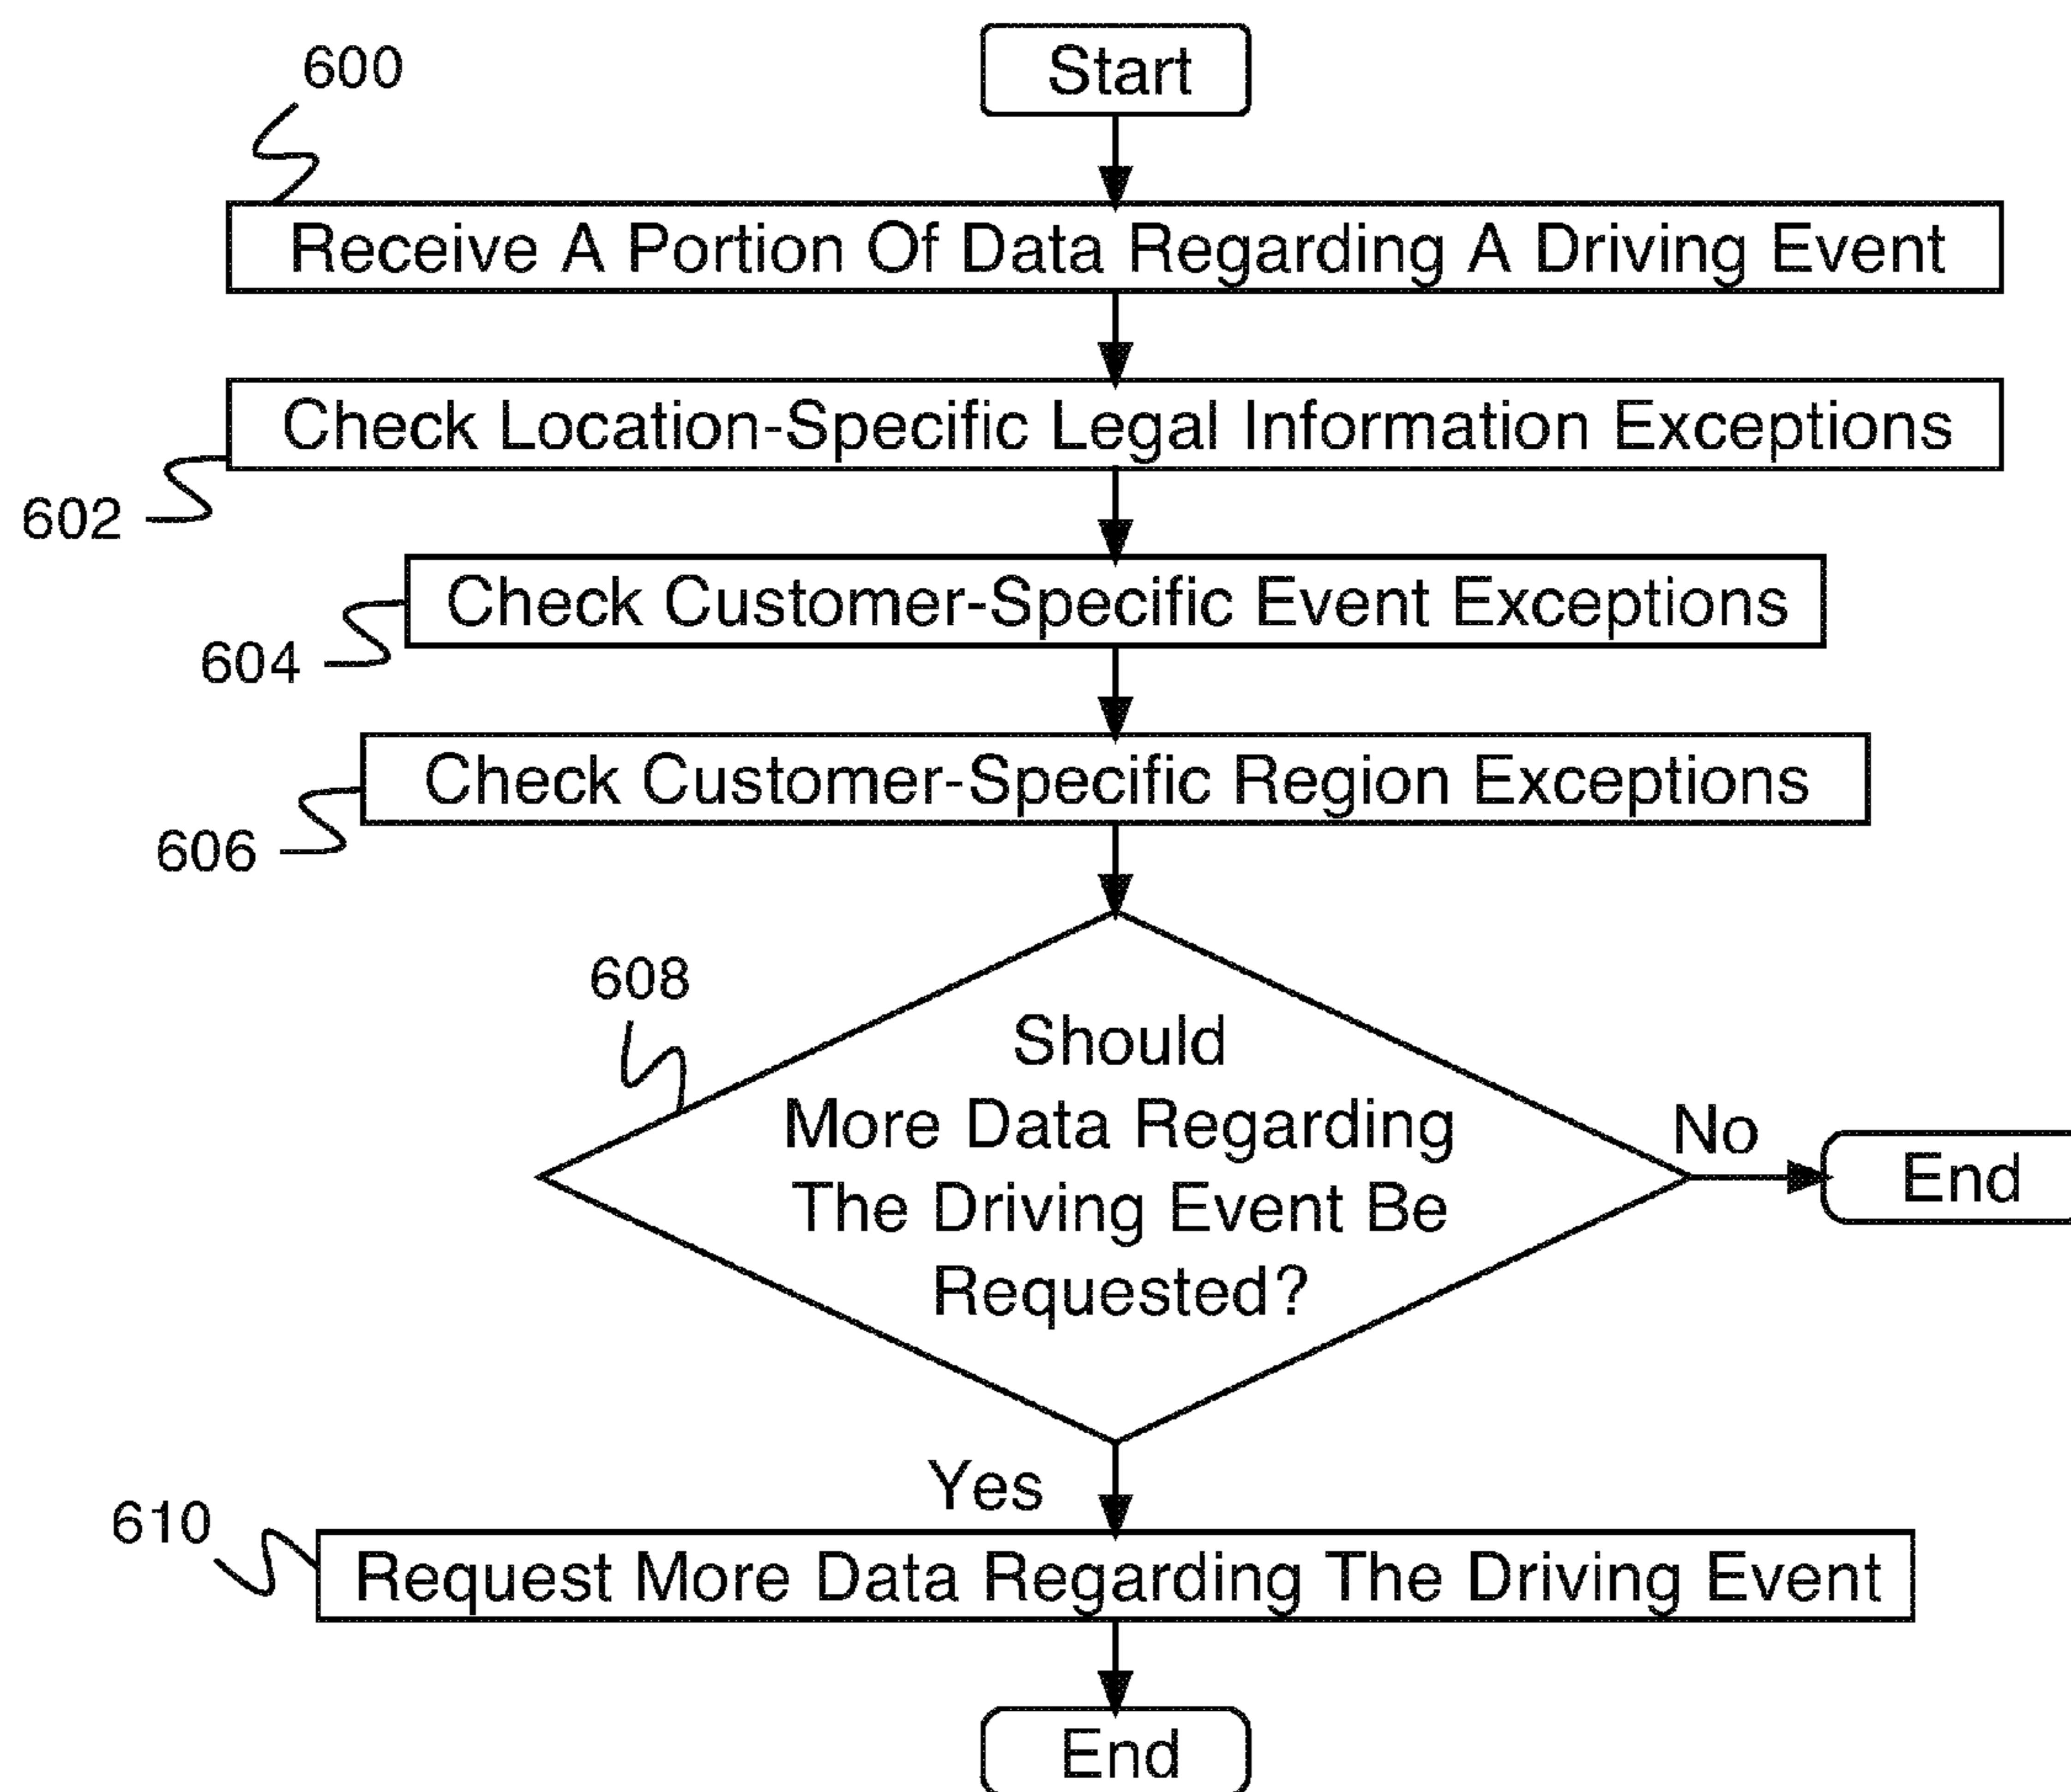 Start
600
Receive A Portion Of Data Regarding A Driving Event
Check Location-Specific Legal Information Exceptions
602
Check Customer-Specific Event Exceptions
604
Check Customer-Specific Region Exceptions
606
608
Should
More Data Regarding
The Driving Event Be
Requested?
No
End
Yes
610
Request More Data Regarding The Driving Event
End